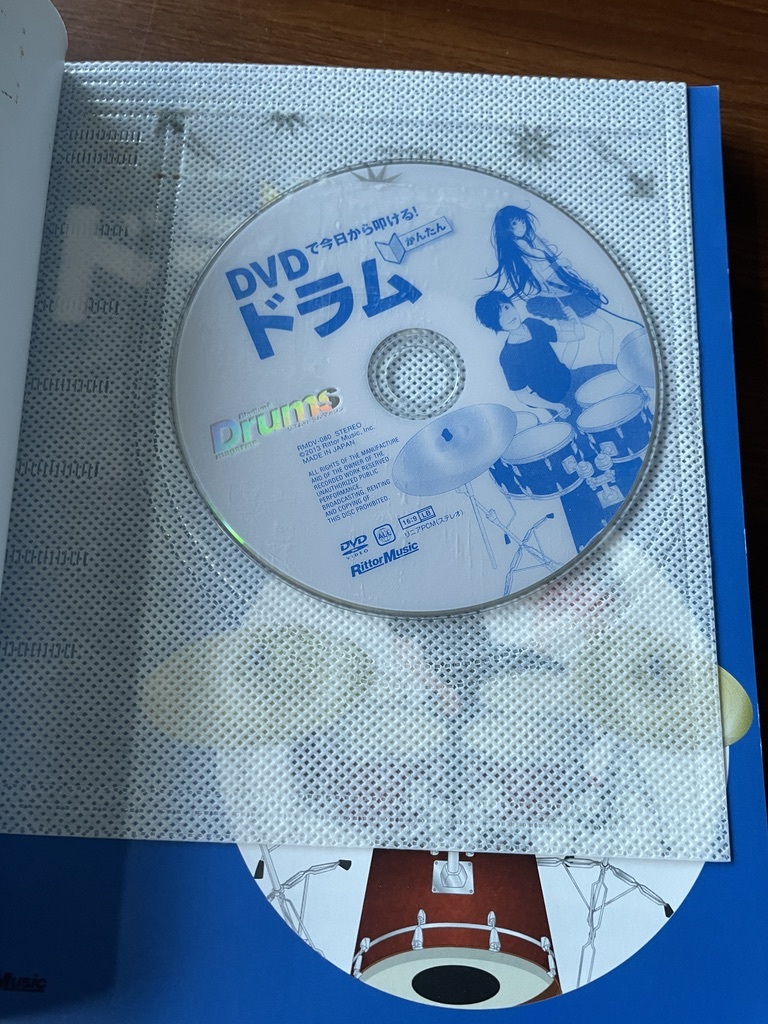 DVDで今日から叩ける!
かんたん
ドラム
Rhythm &
Drums
magazine
RMDV-080 STEREO
©2013 Rittor Music, Inc.
MADE IN JAPAN
ALL RIGHTS OF THE MANUFACTURE
AND OF THE OWNER OF THE
RECORDED WORK RESERVED
UNAUTHORIZED PUBLIC
PERFORMANCE,
BROADCASTING, RENTING
AND COPYING OF
THIS DISC PROHIBITED.
DVD
VIDEO
ALL
16:9 LB
リニアPCM(ステレオ)
RittorMusic
Music